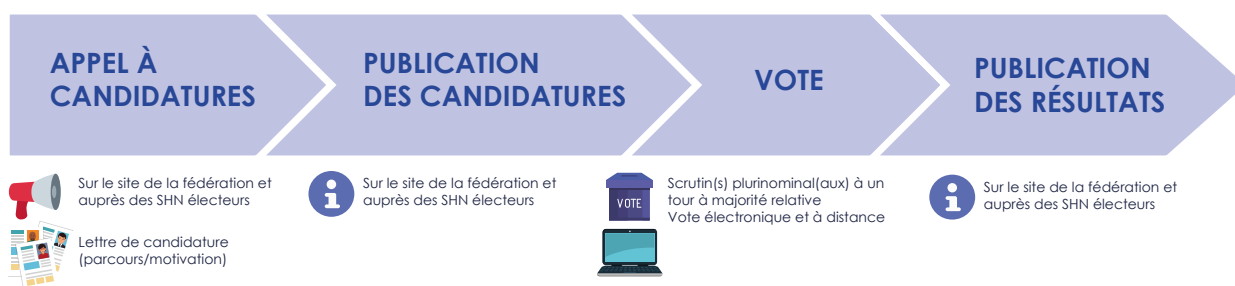 APPEL À
CANDIDATURES
PUBLICATION
DES CANDIDATURES
VOTE
PUBLICATION
DES RÉSULTATS
Sur le site de la fédération et
auprès des SHN électeurs
Lettre de candidature
(parcours/motivation)
Sur le site de la fédération et
auprès des SHN électeurs
VOTE
Scrutin(s) plurinominal(aux) à un
tour à majorité relative
Vote électronique et à distance
Sur le site de la fédération et
auprès des SHN électeurs